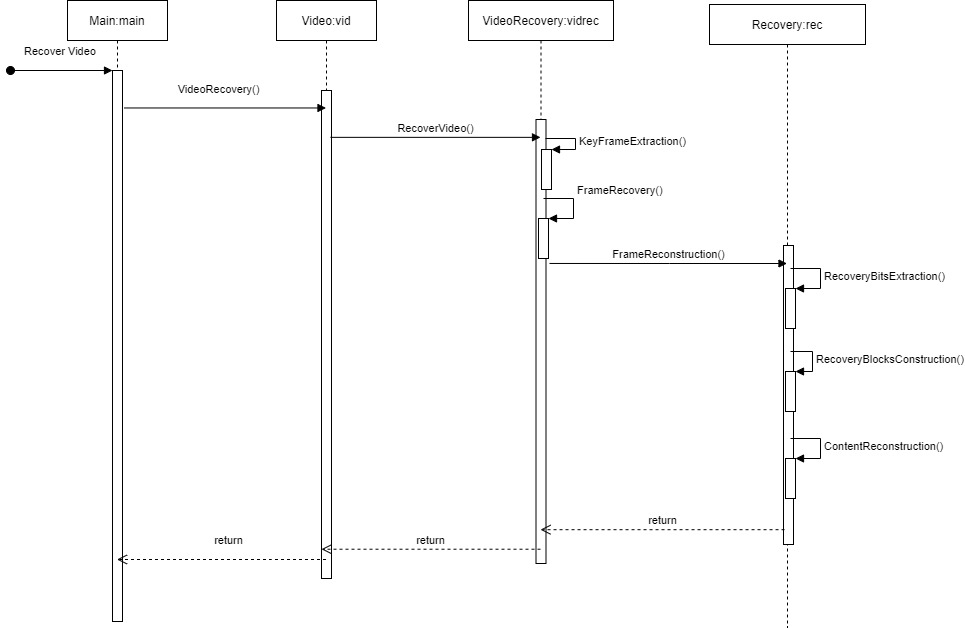 Main:main
Video:vid
VideoRecovery:vidrec
Recovery:rec
Recover Video
VideoRecovery()
RecoverVideo()
KeyFrameExtraction()
FrameRecovery()
FrameReconstruction()
RecoveryBitsExtraction()
RecoveryBlocksConstruction()
ContentReconstruction()
return
return
return